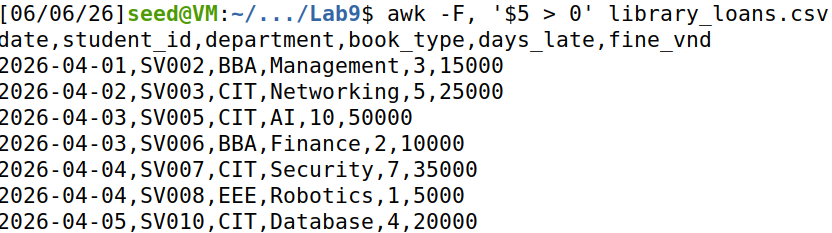 [06/06/26]seed@VM:~/.../Lab9$ awk -F, '$5 > 0' library_loans.csv
date,student_id,department,book_type,days_late,fine_vnd
2026-04-01,SV002,BBA,Management,3,15000
2026-04-02,SV003,CIT,Networking,5,25000
2026-04-03,SV005,CIT,AI,10,50000
2026-04-03,SV006,BBA,Finance,2,10000
2026-04-04,SV007,CIT,Security,7,35000
2026-04-04,SV008,EEE,Robotics,1,5000
2026-04-05,SV010,CIT,Database,4,20000